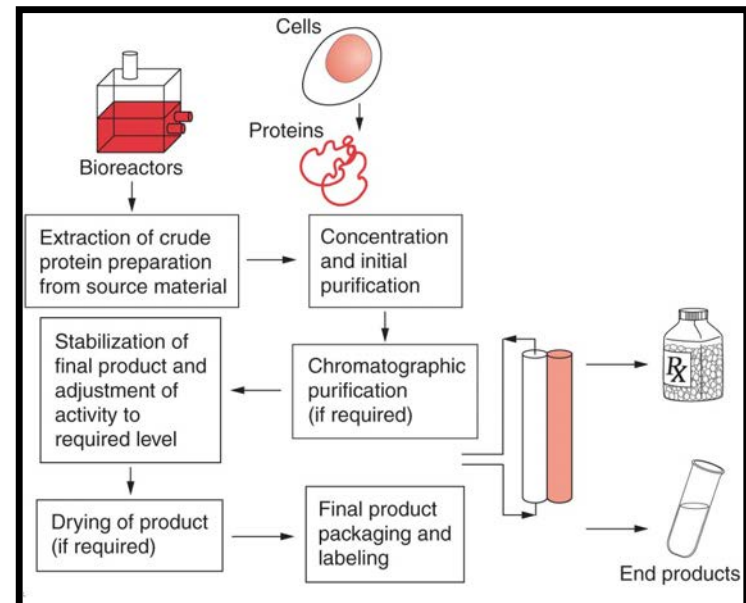 Cells
Proteins
Bioreactors
Extraction of crude
protein preparation
from source material
Concentration
and initial
purification
Stabilization of
final product and
adjustment of
activity to
required level
Chromatographic
purification
(if required)
Rx
Drying of product
(if required)
Final product
packaging and
labeling
End products